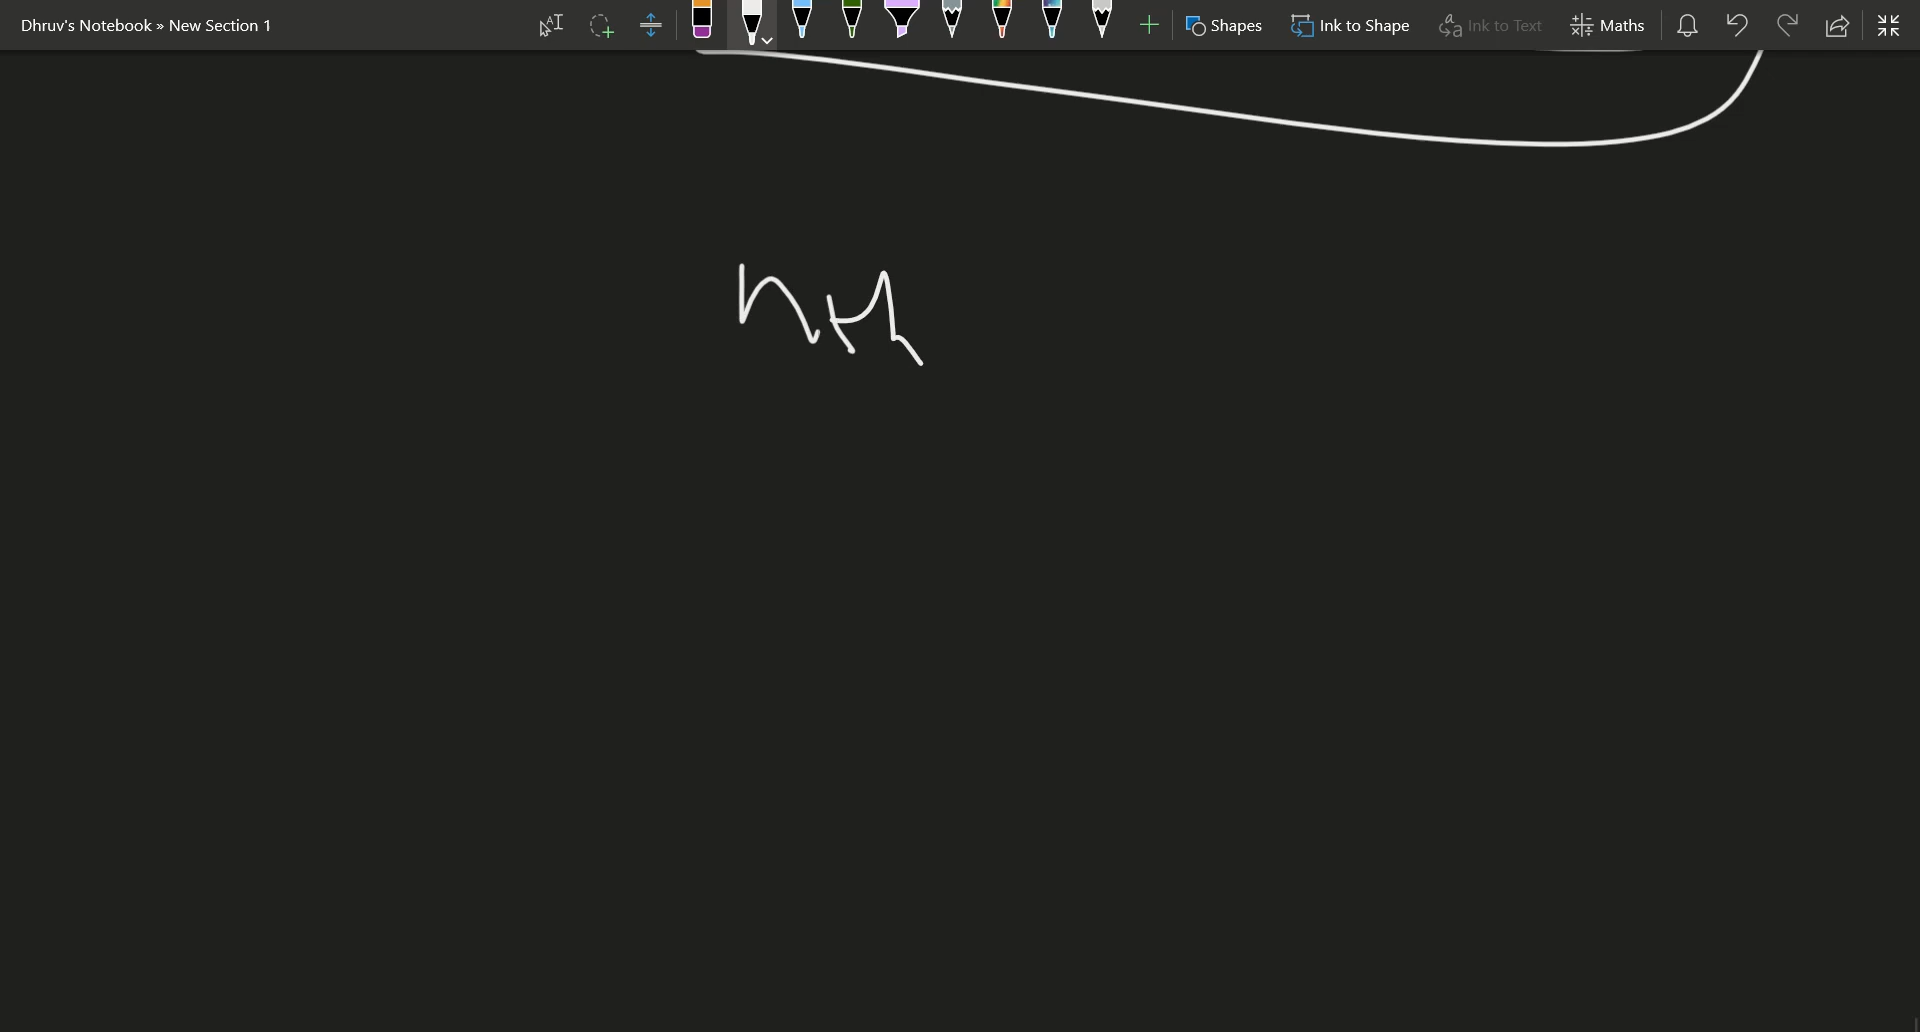 Dhruv's Notebook » New Section 1
Shapes
Ink to Shape
Ink to Text
Maths